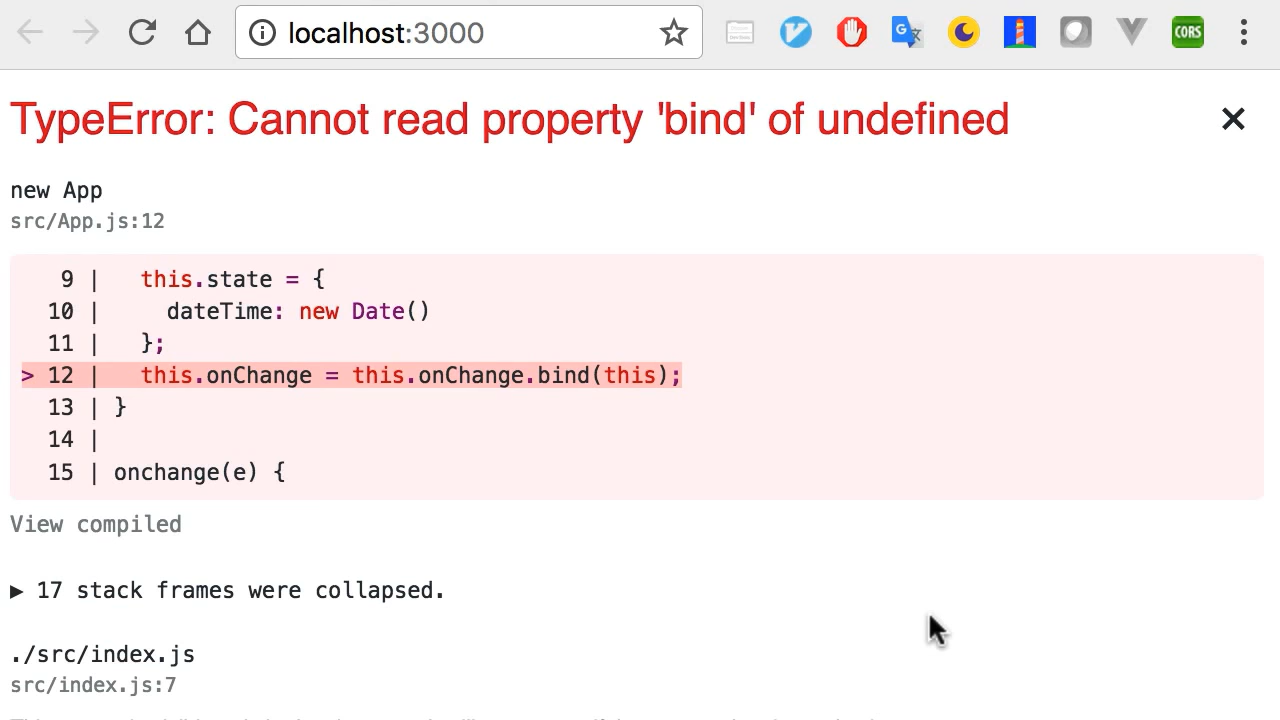 localhost:3000
CORS
TypeError: Cannot read property 'bind' of undefined
new App
src/App.js:12
9 | this.state = {
10 | dateTime: new Date()
11 | };
> 12 | this.onChange = this.onChange.bind(this);
13 | }
14 |
15 | onchange(e) {
View compiled
▶ 17 stack frames were collapsed.
./src/index.js
src/index.js:7